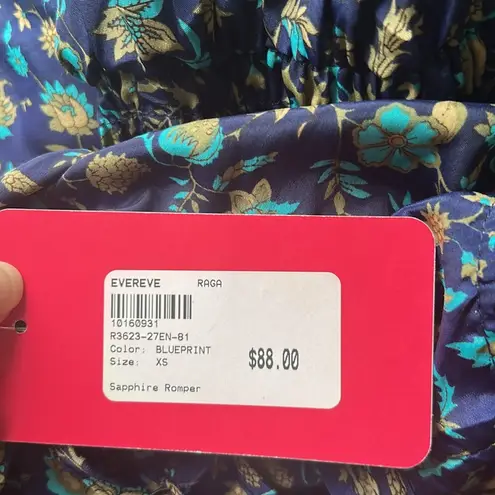 EVEREVE RAGA
10160931
R3623-27EN-81
Color: BLUEPRINT
Size: XS
$88.00
Sapphire Romper